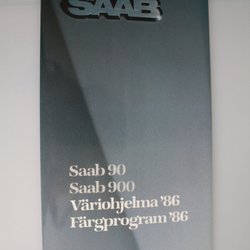 SAAB
Saab 90
Saab 900
Väriohjelma '86
Färgprogram '86